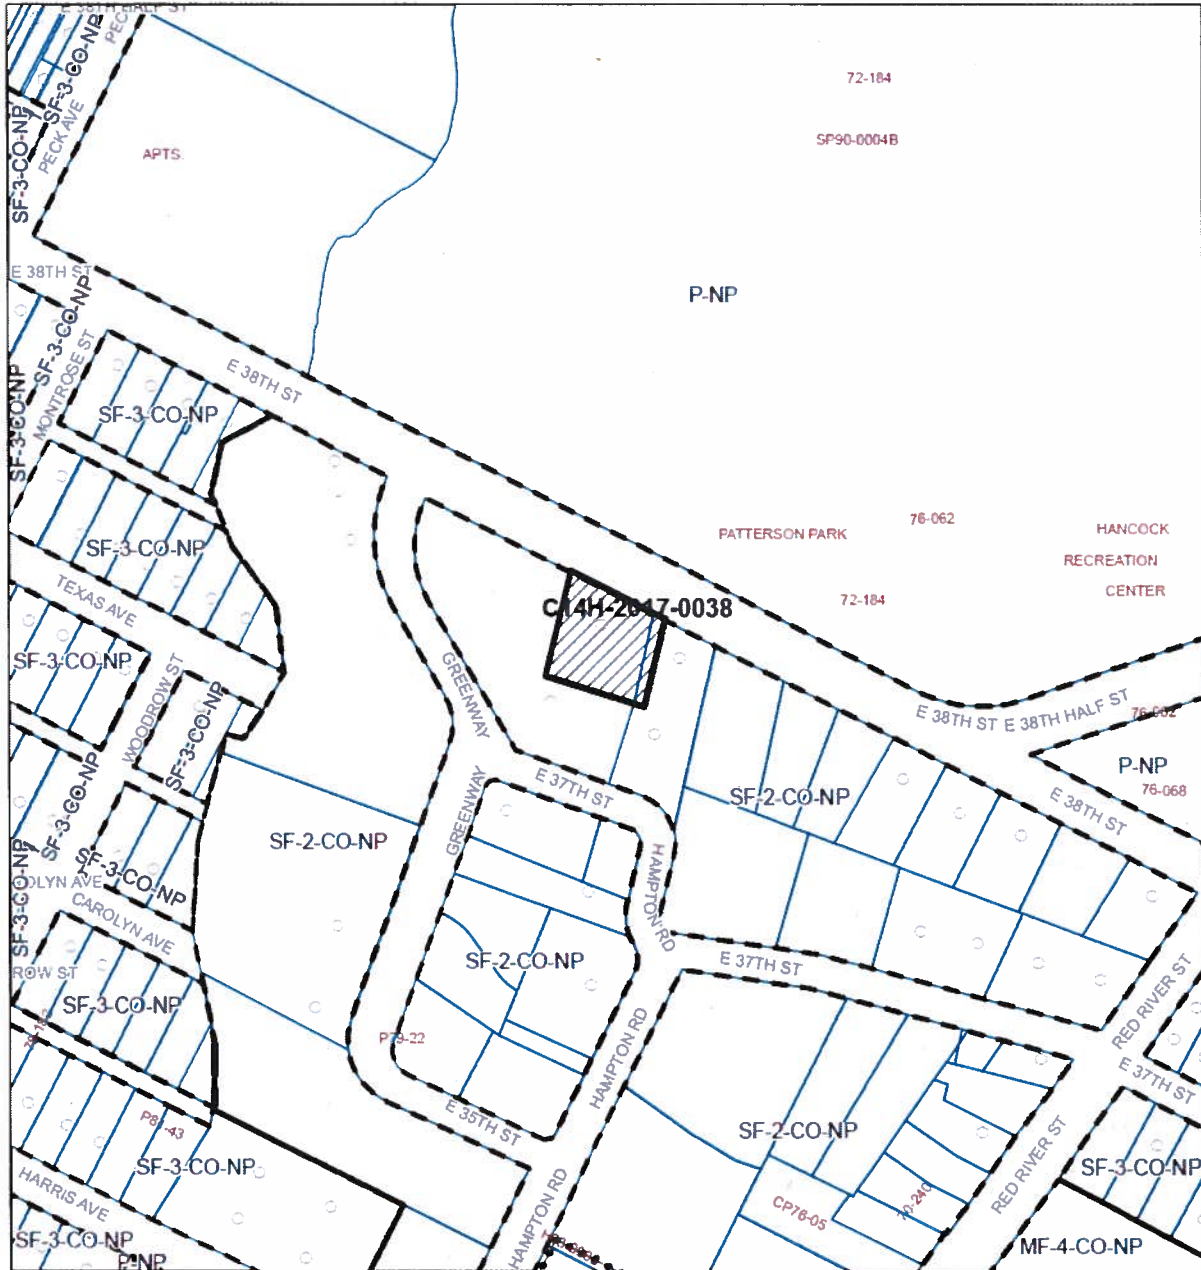 E 38TH HALF ST
PECK
SF-3-CO-NP
72-184
SP90-0004B
APTS.
PECK AVE
SF-3-CO-NP
E 38TH ST
P-NP
SF-3-CO-NP
MONTROSE ST
E 38TH ST
SF-3-CO-NP
SF-3-CO-NP
PATTERSON PARK
76-062
HANCOCK
RECREATION
CENTER
SF-3-CO-NP
TEXAS AVE
C14H-2017-0038
72-184
SF-3-CO-NP
WOODROW ST
SF-3-CO-NP
GREENWAY
E 38TH ST
E 38TH HALF ST
P-NP
76-068
SF-3-CO-NP
GREENWAY
E 37TH ST
SF-2-CO-NP
E 38TH ST
SF-2-CO-NP
HAMPTON RD
SF-3-CO-NP
SF-3-CO-NP
OLYN AVE
CAROLYN AVE
SF-2-CO-NP
E 37TH ST
ROW ST
SF-3-CO-NP
P79-22
HAMPTON RD
RED RIVER ST
E 37TH ST
P81-43
E 35TH ST
SF-2-CO-NP
SF-3-CO-NP
SF-3-CO-NP
HARRIS AVE
HAMPTON RD
CP76-05
70-240
RED RIVER ST
SF-3-CO-NP
P-NP
MF-4-CO-NP